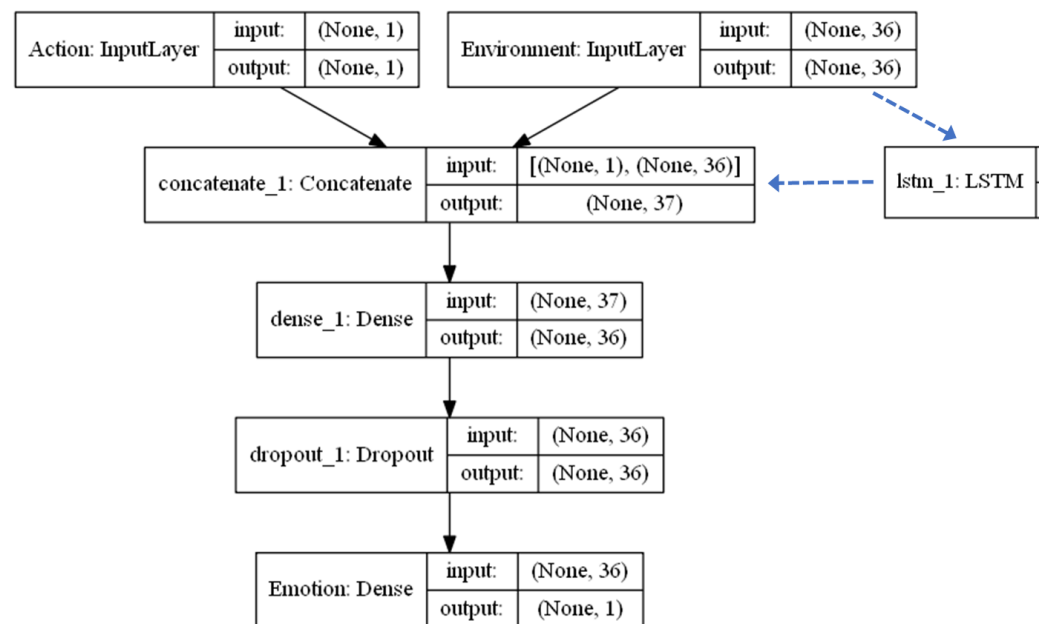 Action: InputLayer
input: (None, 1)
output: (None, 1)
Environment: InputLayer
input: (None, 36)
output: (None, 36)
concatenate_1: Concatenate
input: [(None, 1), (None, 36)]
output: (None, 37)
lstm_1: LSTM
dense_1: Dense
input: (None, 37)
output: (None, 36)
dropout_1: Dropout
input: (None, 36)
output: (None, 36)
Emotion: Dense
input: (None, 36)
output: (None, 1)